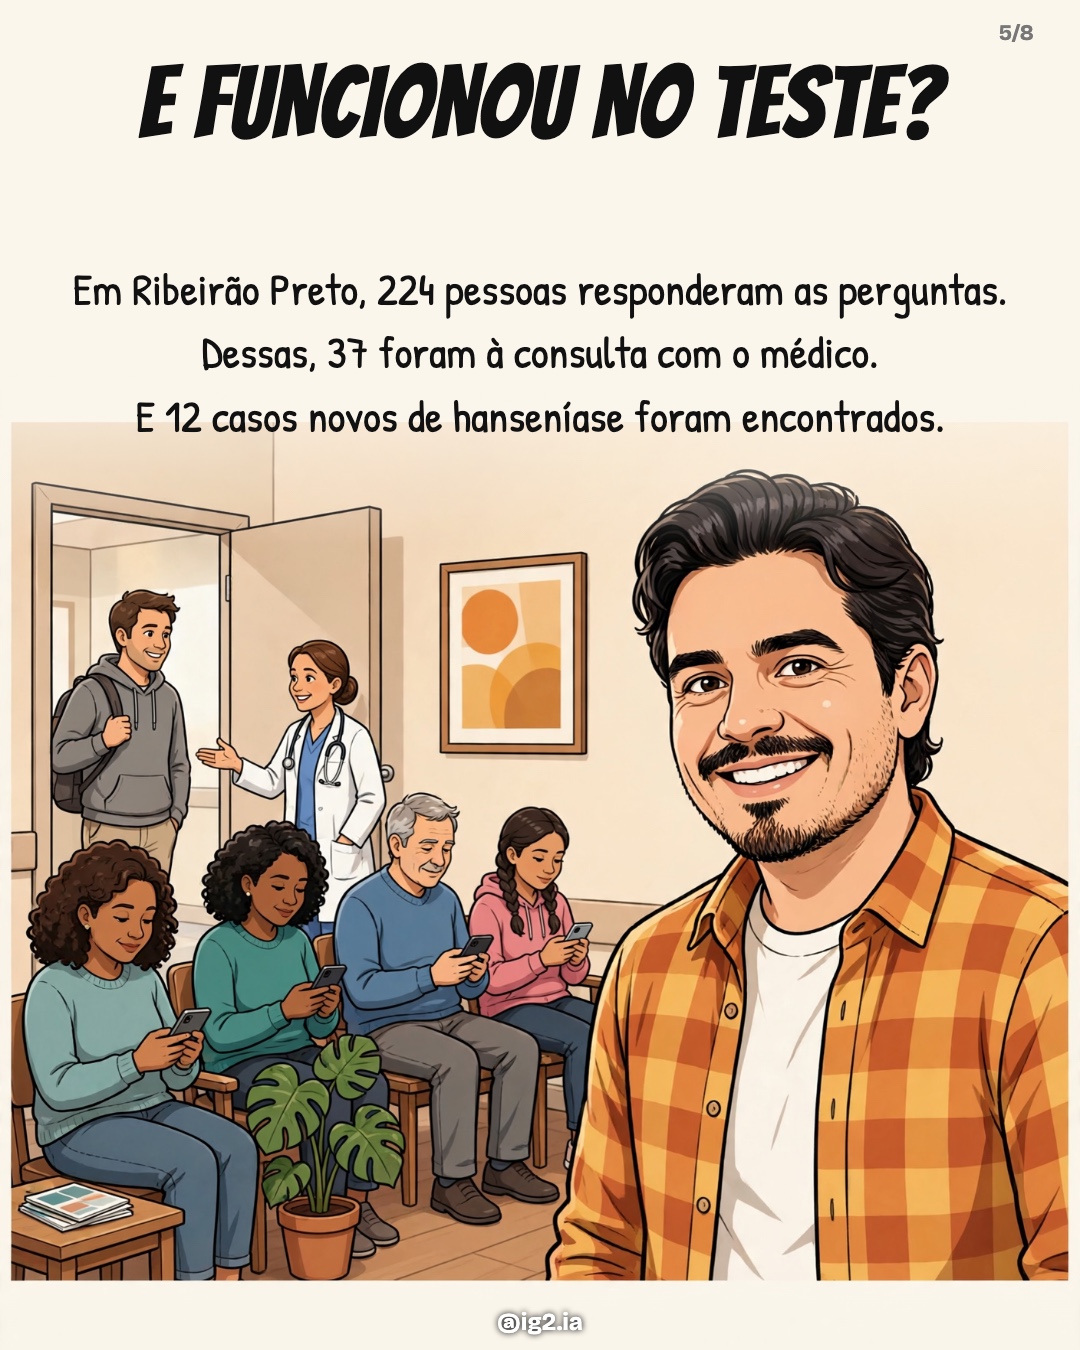 5/8
E FUNCIONOU NO TESTE?
Em Ribeirão Preto, 224 pessoas responderam as perguntas.
Dessas, 37 foram à consulta com o médico.
E 12 casos novos de hanseníase foram encontrados.
@ig2.ia